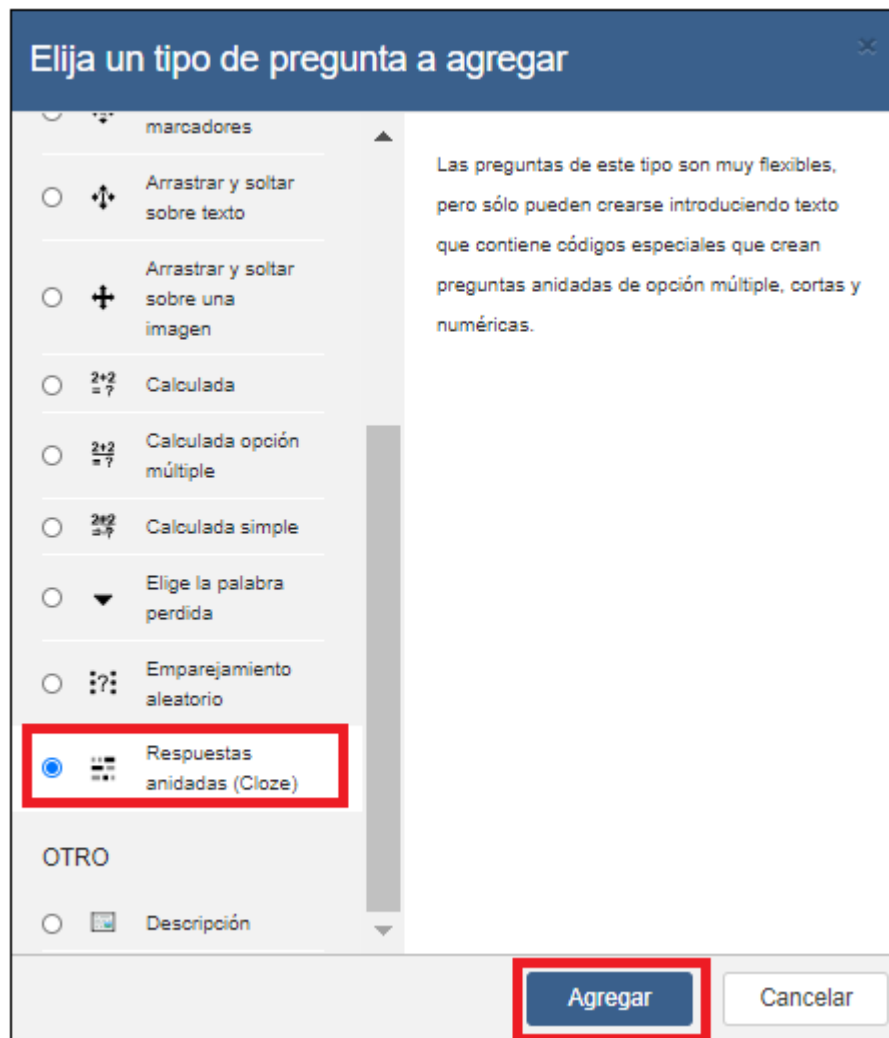 Elija un tipo de pregunta a agregar
×
marcadores
Arrastrar y soltar
sobre texto
Arrastrar y soltar
sobre una
imagen
2+2
= ?
Calculada
2+2
= ?
Calculada opción
múltiple
2+2
=?
Calculada simple
Elige la palabra
perdida
?
Emparejamiento
aleatorio
Respuestas
anidadas (Cloze)
OTRO
Descripción
Las preguntas de este tipo son muy flexibles,
pero sólo pueden crearse introduciendo texto
que contiene códigos especiales que crean
preguntas anidadas de opción múltiple, cortas y
numéricas.
Agregar
Cancelar